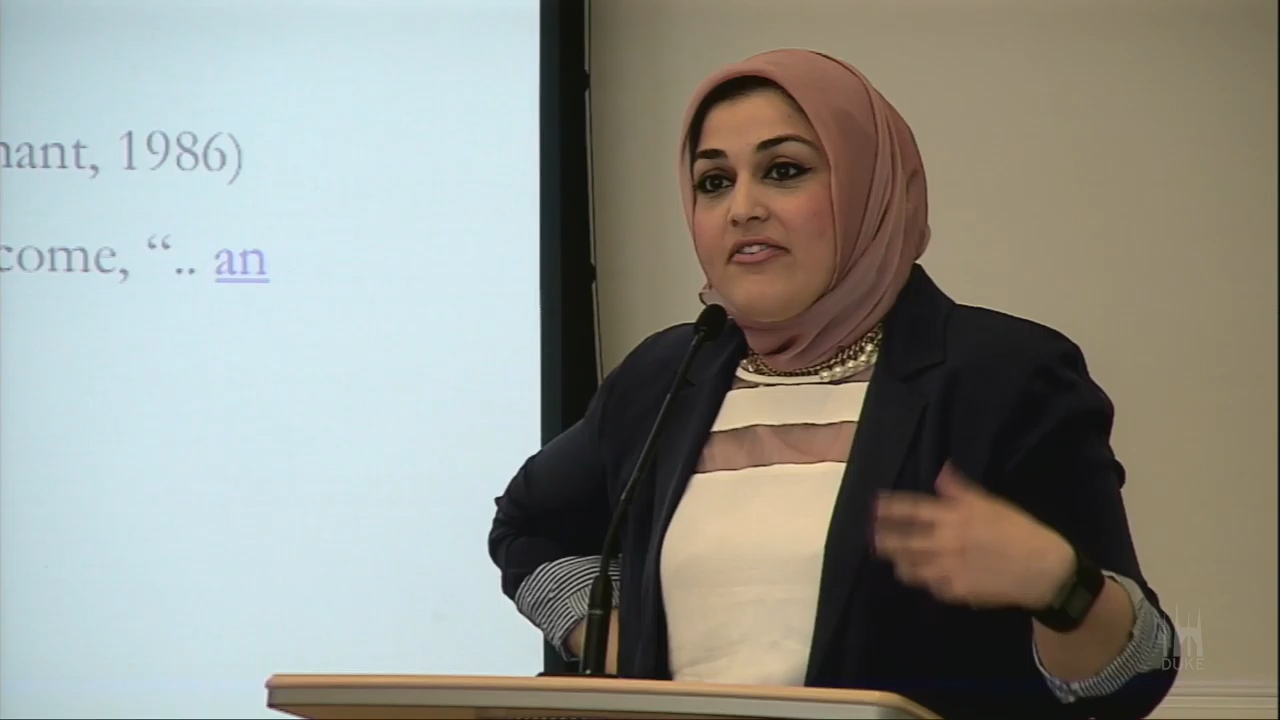 nant, 1986)
come, “.. an
DUKE